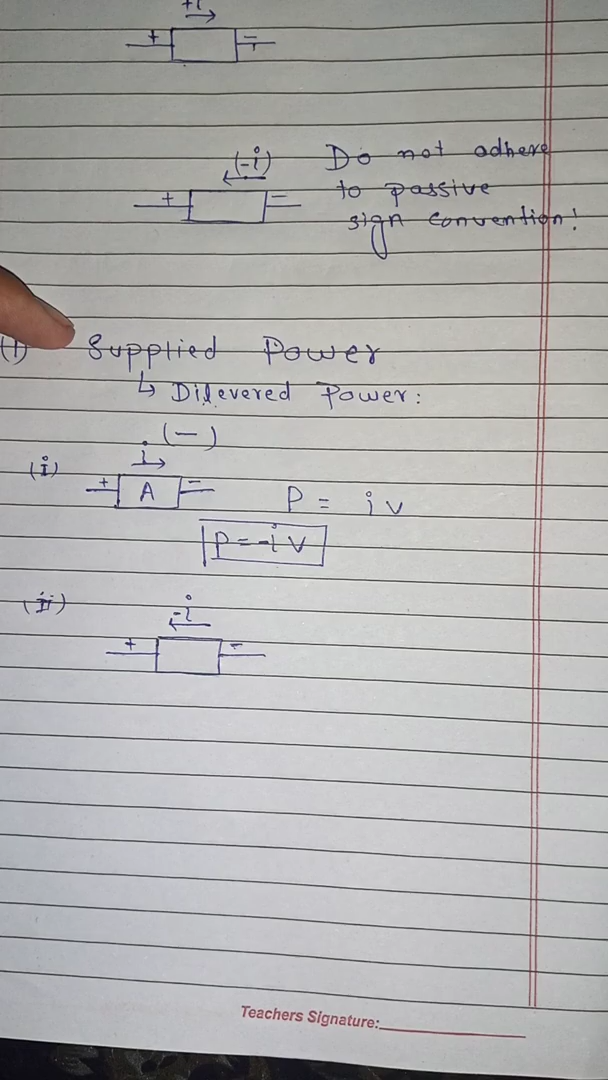 +i
+ −
(-i) Do not adhere
+ − to passive
sign convention!
(1) Supplied Power
↳ Dilevered Power:
(−)
(i) i
+ A − P = iv
P = -iv
(ii) -i
+ −
Teachers Signature: